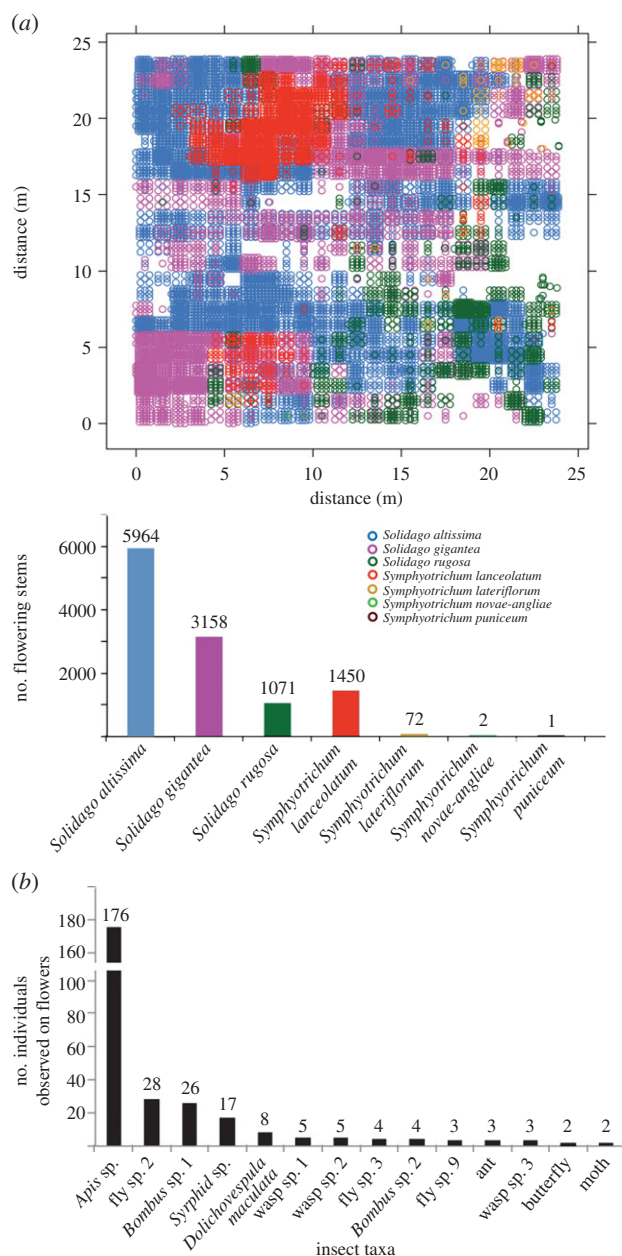 (a)
25
20
15
10
5
0
distance (m)
0 5 10 15 20 25
distance (m)
no. flowering stems
6000
4000
2000
5964
3158
1071
1450
72
2
1
Solidago altissima
Solidago gigantea
Solidago rugosa
Symphyotrichum lanceolatum
Symphyotrichum lateriflorum
Symphyotrichum novae-angliae
Symphyotrichum puniceum
Solidago altissima
Solidago gigantea
Solidago rugosa
Symphyotrichum
lanceolatum
Symphyotrichum
lateriflorum
Symphyotrichum
novae-angliae
Symphyotrichum
puniceum
(b)
no. individuals
observed on flowers
180
160
100
80
60
40
20
176
28
26
17
8
5
5
4
4
3
3
3
2
2
Apis sp.
fly sp. 2
Bombus sp. 1
Syrphid sp.
Dolichovespula
maculata
wasp sp. 1
wasp sp. 2
fly sp. 3
Bombus sp. 2
fly sp. 9
ant
wasp sp. 3
butterfly
moth
insect taxa